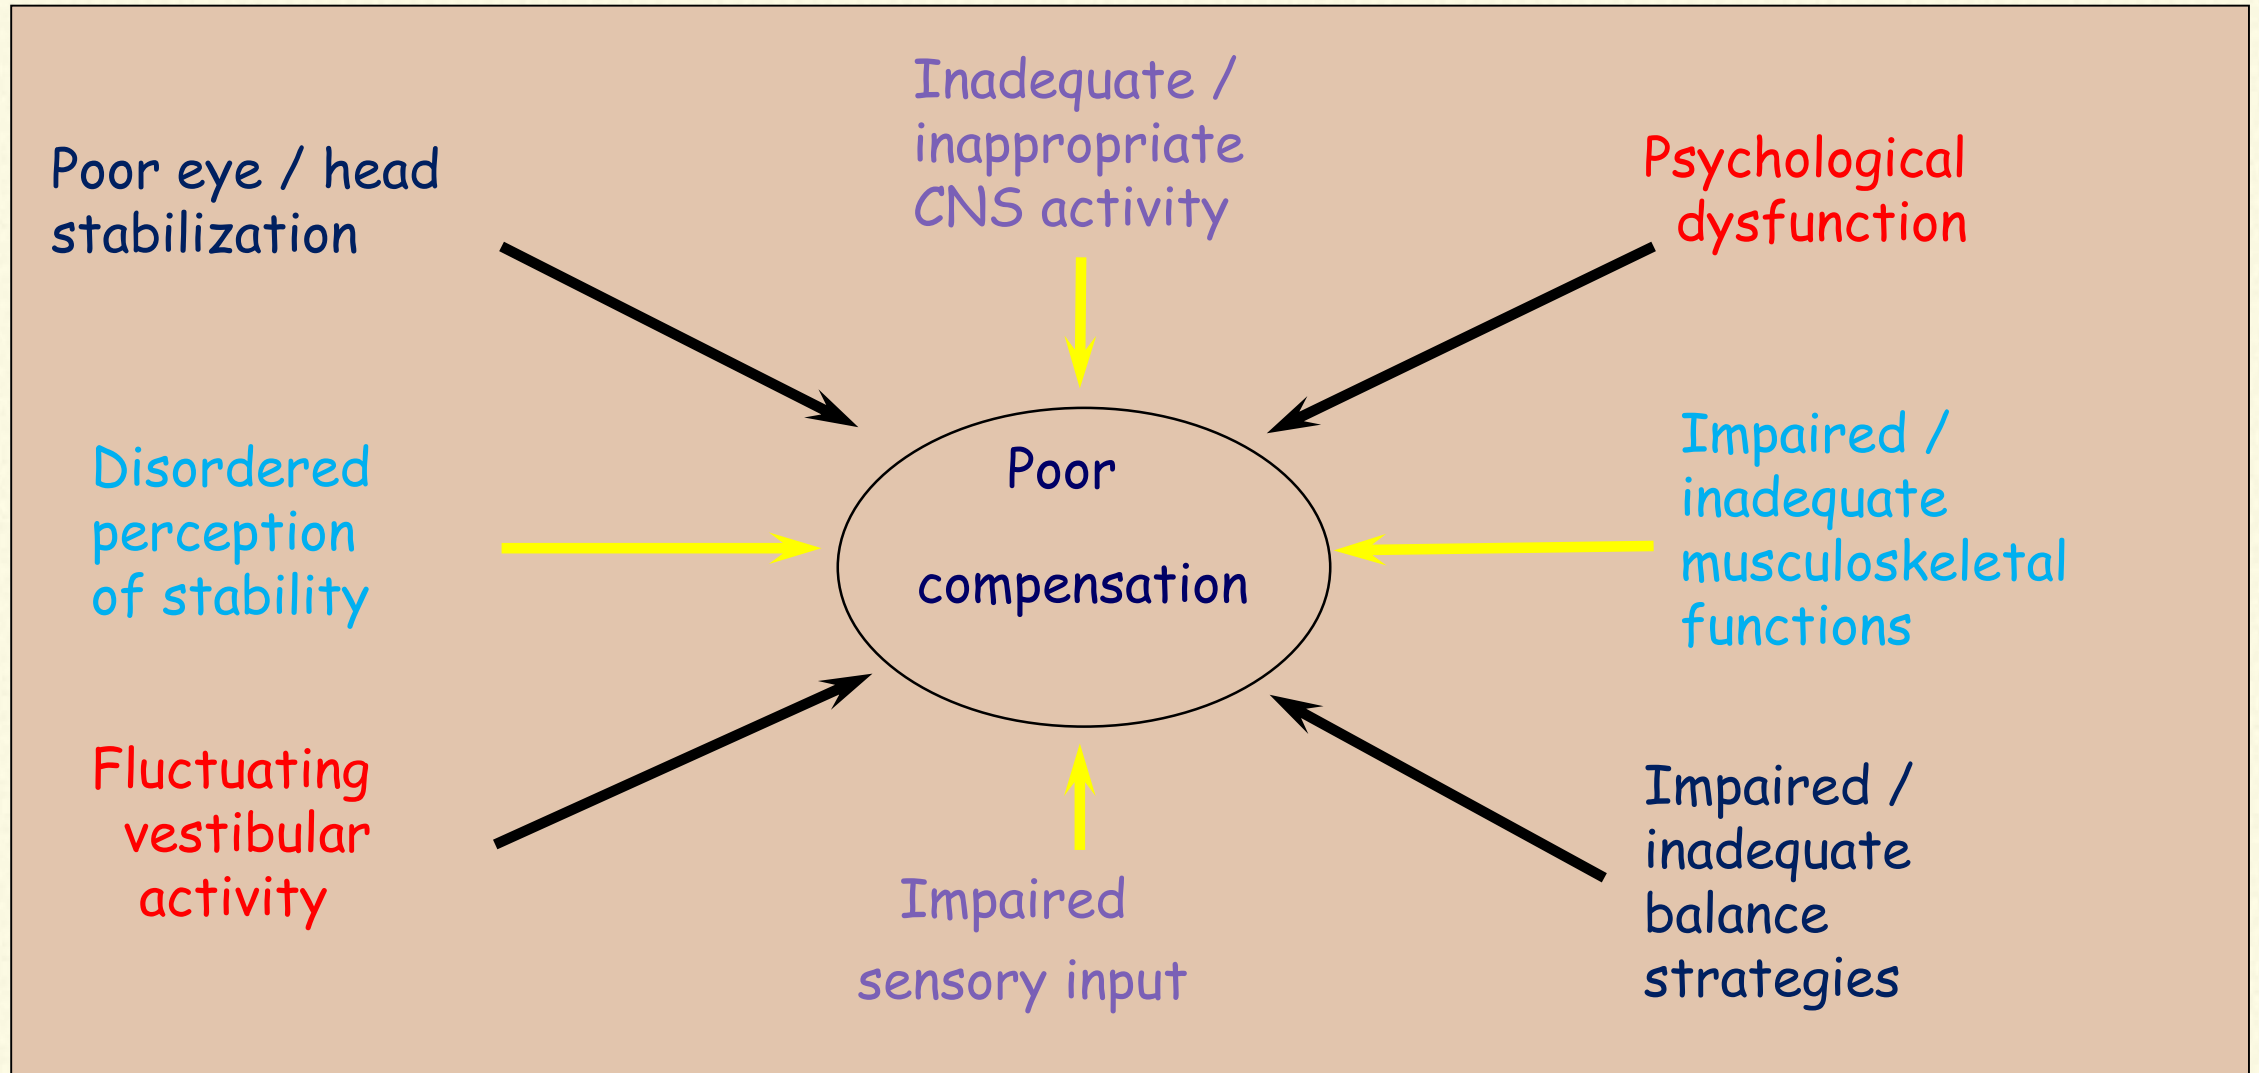 Inadequate /
inappropriate
CNS activity
Poor eye / head
stabilization
Psychological
dysfunction
Disordered
perception
of stability
Poor
compensation
Impaired /
inadequate
musculoskeletal
functions
Fluctuating
vestibular
activity
Impaired
sensory input
Impaired /
inadequate
balance
strategies